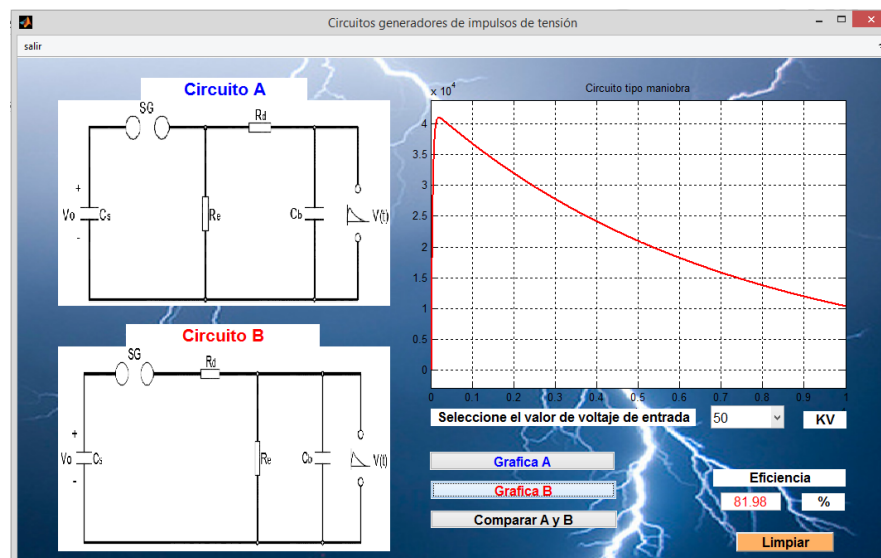 Circuitos generadores de impulsos de tensión
salir
Circuito A
SG
Rd
+
Vo
Cs
-
Re
Cb
V(t)
Circuito B
SG
Rd
+
Vo
Cs
-
Re
Cb
V(t)
x 10⁴
Circuito tipo maniobra
4
3.5
3
2.5
2
1.5
1
0.5
0
0 0.1 0.2 0.3 0.4 0.5 0.6 0.7 0.8 0.9 1
Seleccione el valor de voltaje de entrada 50 KV
Grafica A
Grafica B
Comparar A y B
Eficiencia
81.98 %
Limpiar